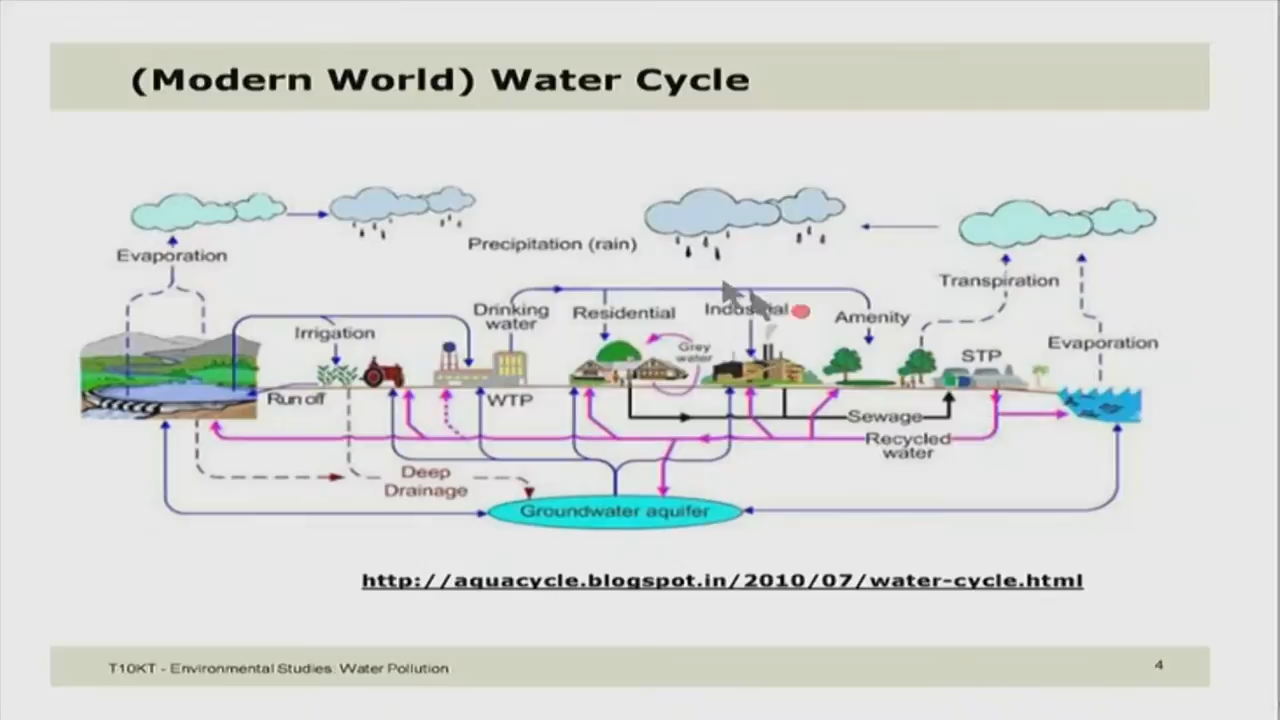 (Modern World) Water Cycle
Evaporation
Precipitation (rain)
Transpiration
Drinking
water
Residential
Industrial
Amenity
Irrigation
Grey
water
STP
Evaporation
Run off
WTP
Sewage
Recycled
water
Deep
Drainage
Groundwater aquifer
http://aquacycle.blogspot.in/2010/07/water-cycle.html
T10KT - Environmental Studies: Water Pollution
4